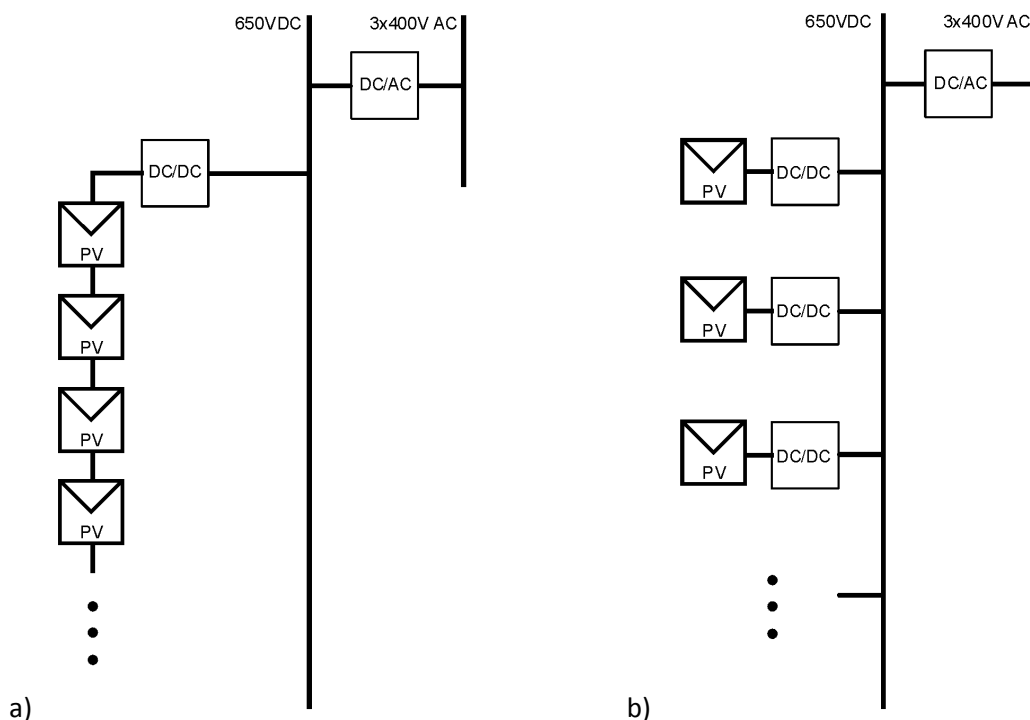 650VDC
3x400V AC
DC/AC
DC/DC
PV
PV
PV
PV
a)
650VDC
3x400V AC
DC/AC
PV
DC/DC
PV
DC/DC
PV
DC/DC
b)